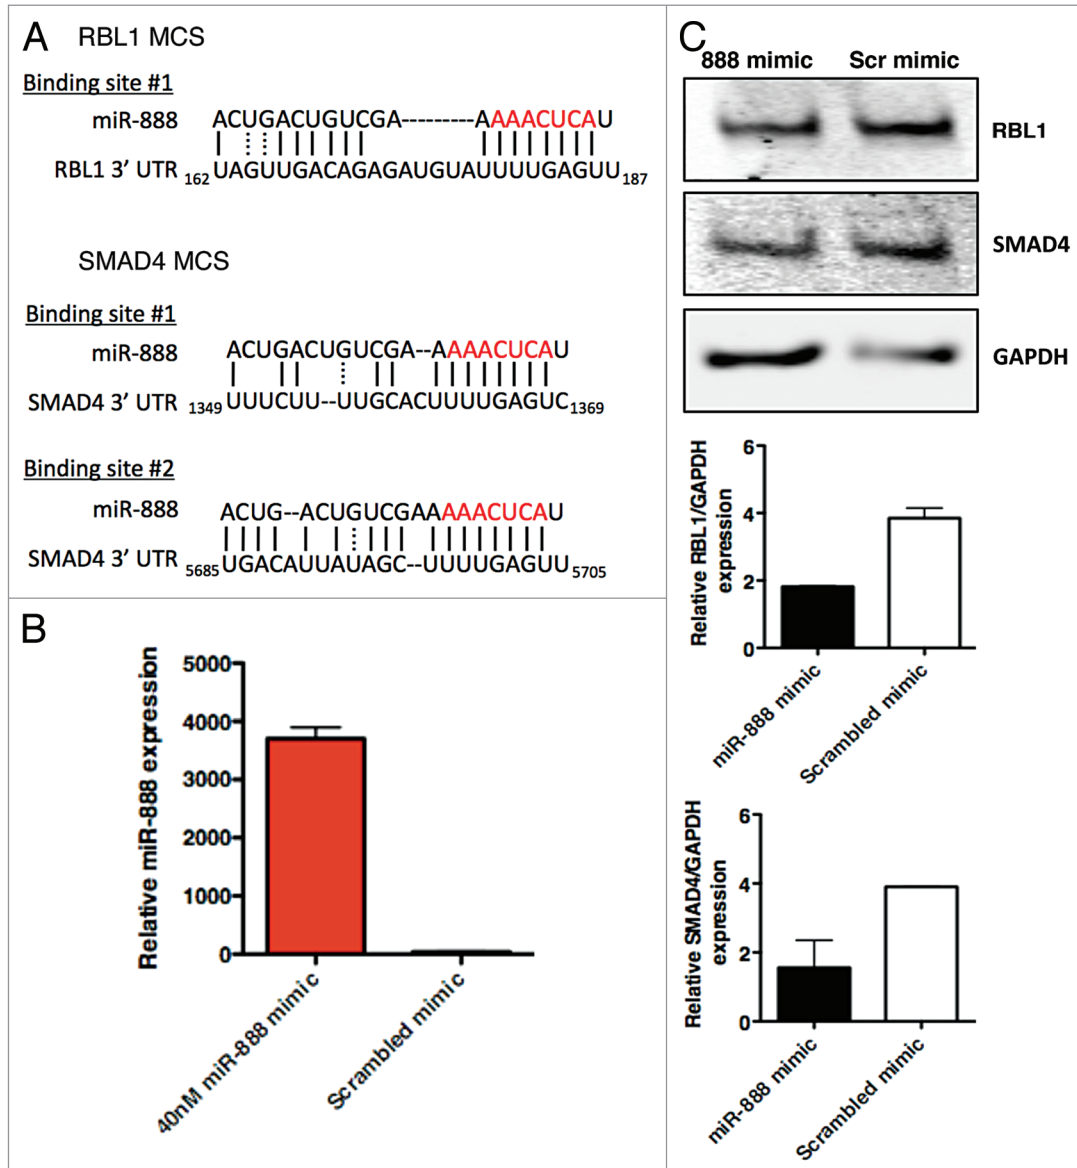 A RBL1 MCS
Binding site #1
miR-888 ACUGACUGUCGA---------AAAACUCAU
RBL1 3' UTR 162 UAGUUGACAGAGAUGUAUUUUGAGUU 187
SMAD4 MCS
Binding site #1
miR-888 ACUGACUGUCGA--AAAACUCAU
SMAD4 3' UTR 1349 UUUCUU--UUGCACUUUUGAGUC 1369
Binding site #2
miR-888 ACUG--ACUGUCGAAAAACUCAU
SMAD4 3' UTR 5685 UGACAUUAUAGC--UUUUGAGUU 5705
B
Relative miR-888 expression
5000
4000
3000
2000
1000
0
40nM miR-888 mimic
Scrambled mimic
C
888 mimic Scr mimic
RBL1
SMAD4
GAPDH
Relative RBL1/GAPDH
expression
6
4
2
0
miR-888 mimic
Scrambled mimic
Relative SMAD4/GAPDH
expression
6
4
2
0
miR-888 mimic
Scrambled mimic